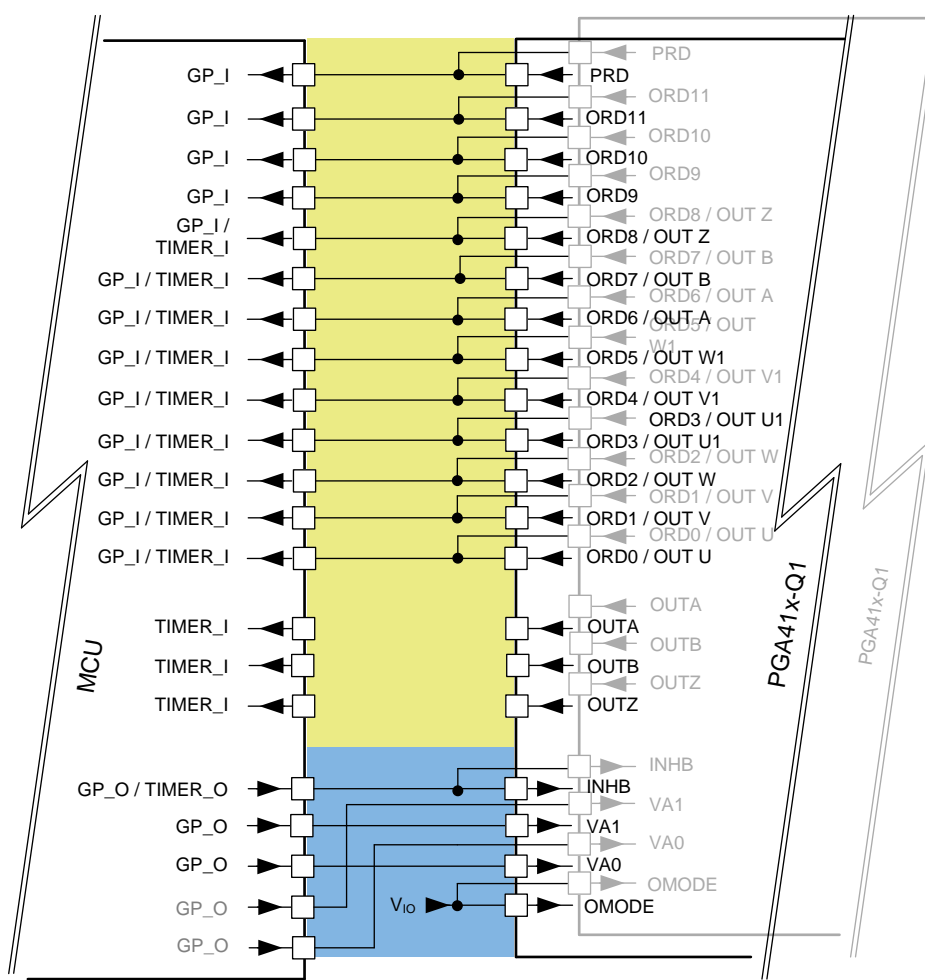 PRD
GP_I
PRD
ORD11
GP_I
ORD11
ORD10
GP_I
ORD10
ORD9
GP_I
ORD9
ORD8 / OUT Z
GP_I /
TIMER_I
ORD8 / OUT Z
ORD7 / OUT B
GP_I / TIMER_I
ORD7 / OUT B
ORD6 / OUT A
GP_I / TIMER_I
ORD6 / OUT A
ORD5 / OUT
W1
GP_I / TIMER_I
ORD5 / OUT W1
ORD4 / OUT V1
GP_I / TIMER_I
ORD4 / OUT V1
ORD3 / OUT U1
GP_I / TIMER_I
ORD3 / OUT U1
ORD2 / OUT W
GP_I / TIMER_I
ORD2 / OUT W
ORD1 / OUT V
GP_I / TIMER_I
ORD1 / OUT V
ORD0 / OUT U
GP_I / TIMER_I
ORD0 / OUT U
OUTA
TIMER_I
OUTA
OUTB
TIMER_I
OUTB
OUTZ
TIMER_I
OUTZ
MCU
PGA41x-Q1
PGA41x-Q1
INHB
GP_O / TIMER_O
INHB
VA1
GP_O
VA1
VA0
GP_O
VA0
OMODE
GP_O
VIO
OMODE
GP_O